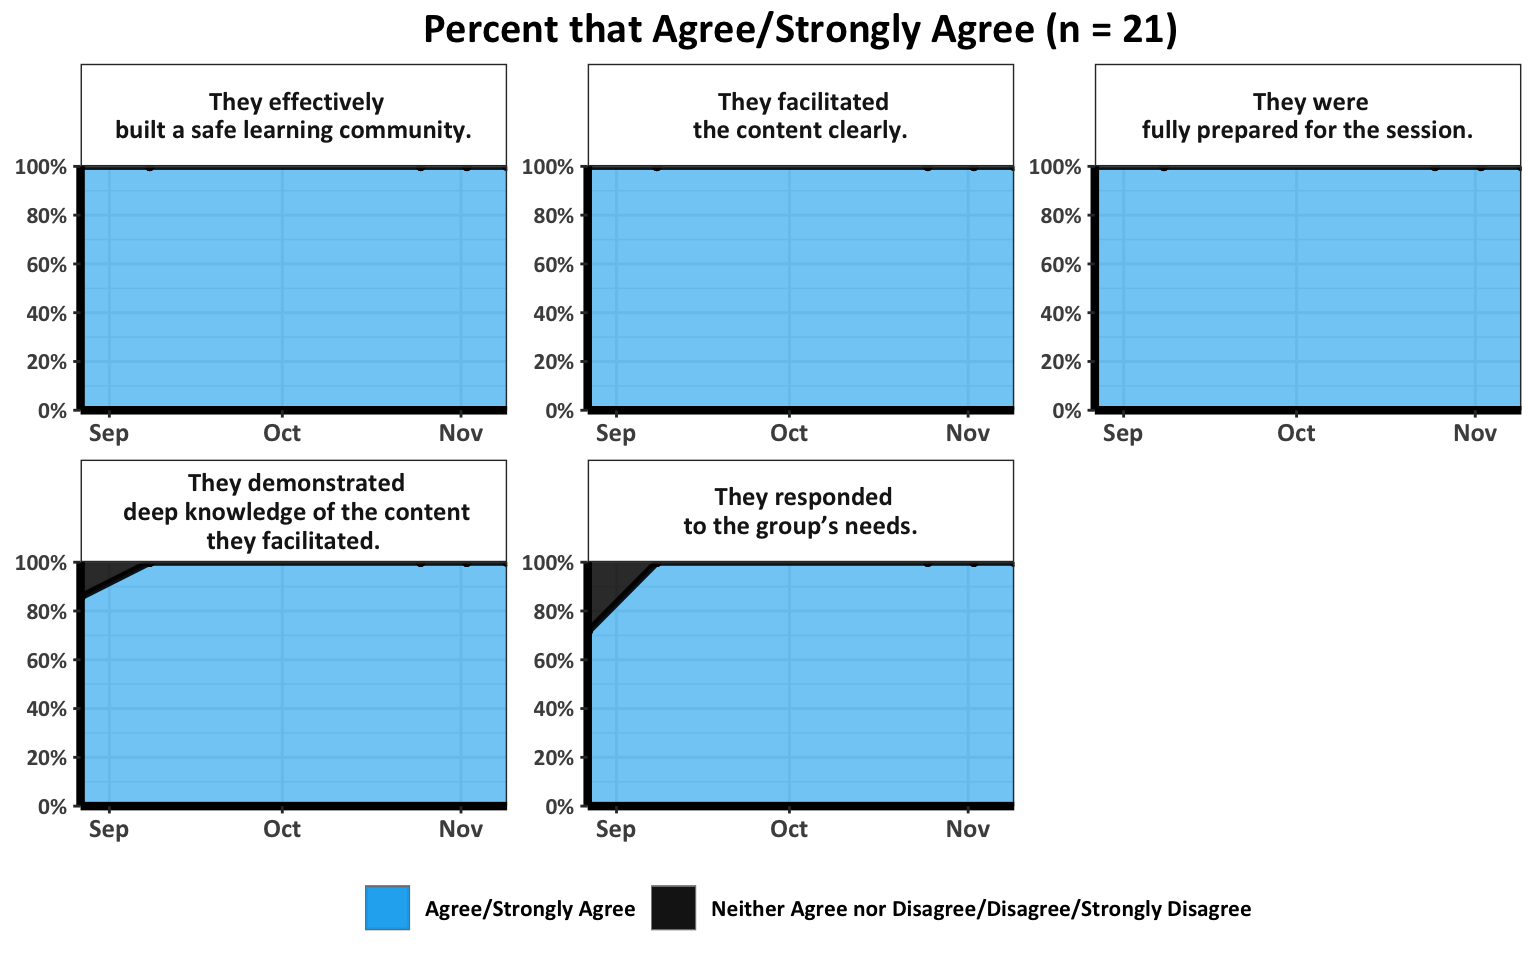 Percent that Agree/Strongly Agree (n = 21)
They effectively
built a safe learning community.
They facilitated
the content clearly.
They were
fully prepared for the session.
100%
80%
60%
40%
20%
0%
Sep Oct Nov
100%
80%
60%
40%
20%
0%
Sep Oct Nov
100%
80%
60%
40%
20%
0%
Sep Oct Nov
They demonstrated
deep knowledge of the content
they facilitated.
They responded
to the group’s needs.
100%
80%
60%
40%
20%
0%
Sep Oct Nov
100%
80%
60%
40%
20%
0%
Sep Oct Nov
Agree/Strongly Agree
Neither Agree nor Disagree/Disagree/Strongly Disagree